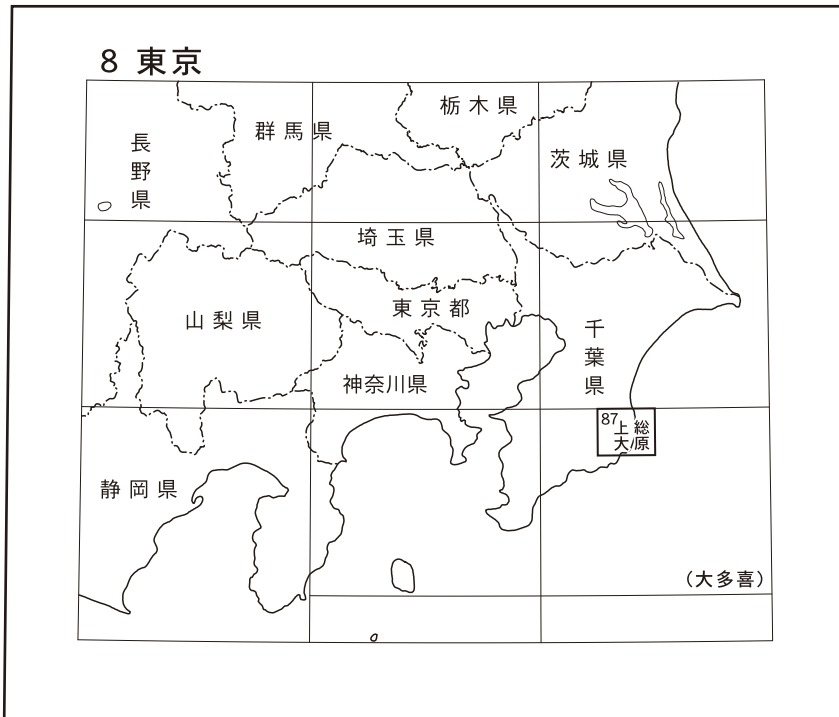 8 東京
栃木県
群馬県
長野県
茨城県
埼玉県
東京都
山梨県
千葉県
神奈川県
87
上総
大原
静岡県
(大多喜)